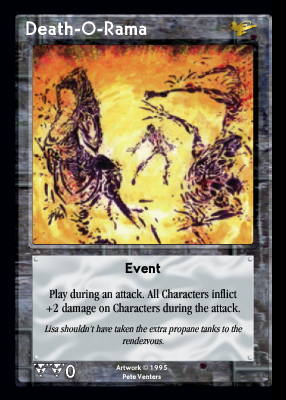 Death-O-Rama
Event
Play during an attack. All Characters inflict
+2 damage on Characters during the attack.
Lisa shouldn't have taken the extra propane tanks to the
rendezvous.
0
Artwork © 1995
Pete Venters